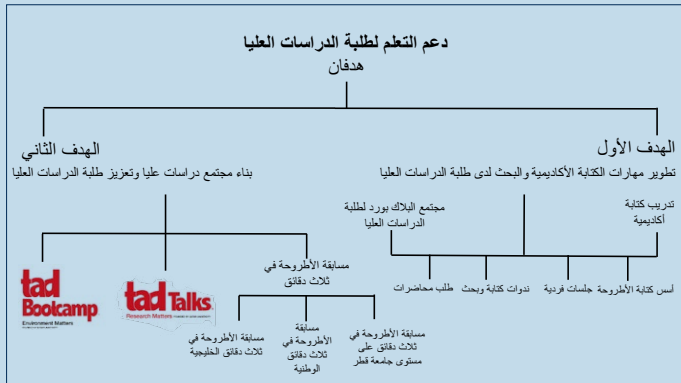 دعم التعلم لطلبة الدراسات العليا
هدفان
الهدف الأول
تطوير مهارات الكتابة الأكاديمية والبحث لدى طلبة الدراسات العليا
تدريب كتابة
أكاديمية
مجتمع البلاك بورد لطلبة
الدراسات العليا
أسس كتابة الأطروحة
جلسات فردية
ندوات كتابة وبحث
طلب محاضرات
الهدف الثاني
بناء مجتمع دراسات عليا وتعزيز طلبة الدراسات العليا
مسابقة الأطروحة في
ثلاث دقائق
مسابقة الأطروحة في
ثلاث دقائق على
مستوى جامعة قطر
مسابقة
الأطروحة في
ثلاث دقائق
الوطنية
مسابقة الأطروحة في
ثلاث دقائق الخليجية
tad Talks
Research Matters
tad
Bootcamp
Environment Matters